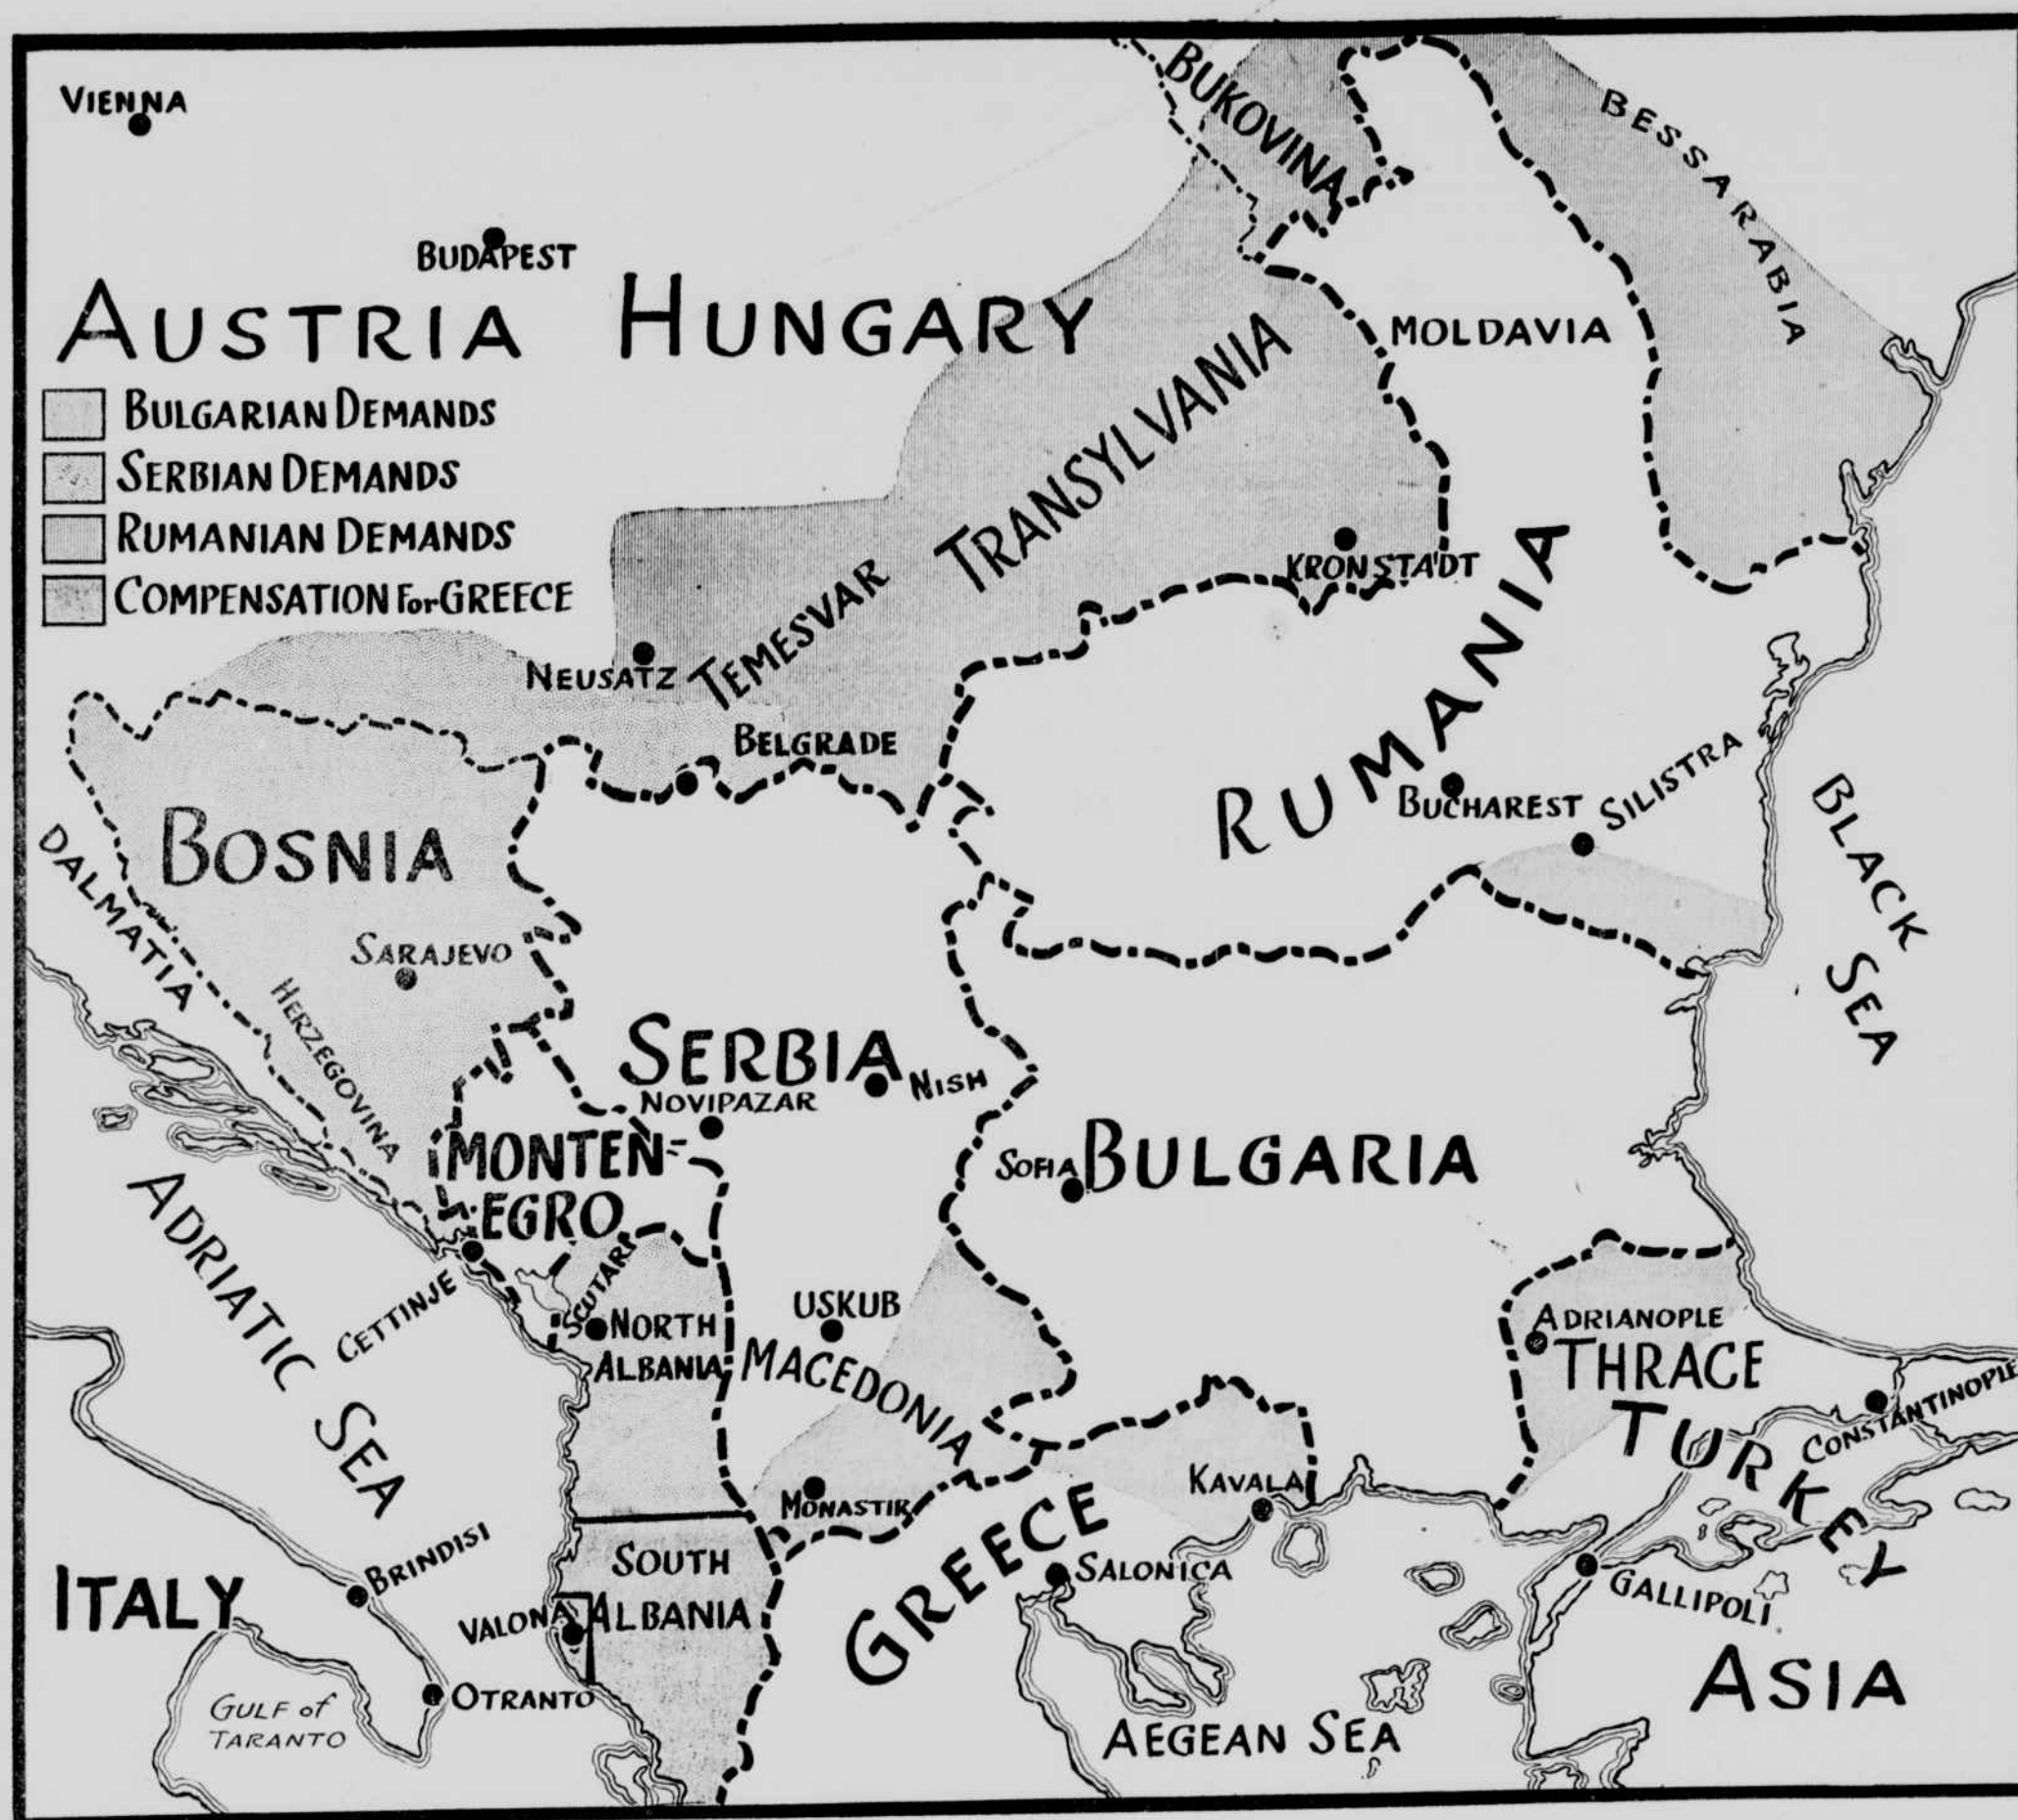 VIENNA
BUKOVINA
BESSARABIA
BUDAPEST
AUSTRIA HUNGARY
MOLDAVIA
BULGARIAN DEMANDS
SERBIAN DEMANDS
RUMANIAN DEMANDS
COMPENSATION For GREECE
TRANSYLVANIA
KRONSTADT
NEUSATZ
TEMESVAR
BELGRADE
RUMANIA
BUCHAREST
SILISTRA
BLACK SEA
BOSNIA
DALMATIA
SARAJEVO
HERZEGOVINA
SERBIA
NISH
NOVIPAZAR
MONTEN-
EGRO
SOFIA
BULGARIA
ADRIATIC SEA
CETTINJE
SCUTARI
NORTH
ALBANIA
USKUB
MACEDONIA
ADRIANOPLE
THRACE
TURKEY
CONSTANTINOPLE
MONASTIR
KAVALA
GREECE
SALONICA
BRINDISI
ITALY
SOUTH
ALBANIA
VALONA
GALLIPOLI
OTRANTO
GULF of
TARANTO
AEGEAN SEA
ASIA